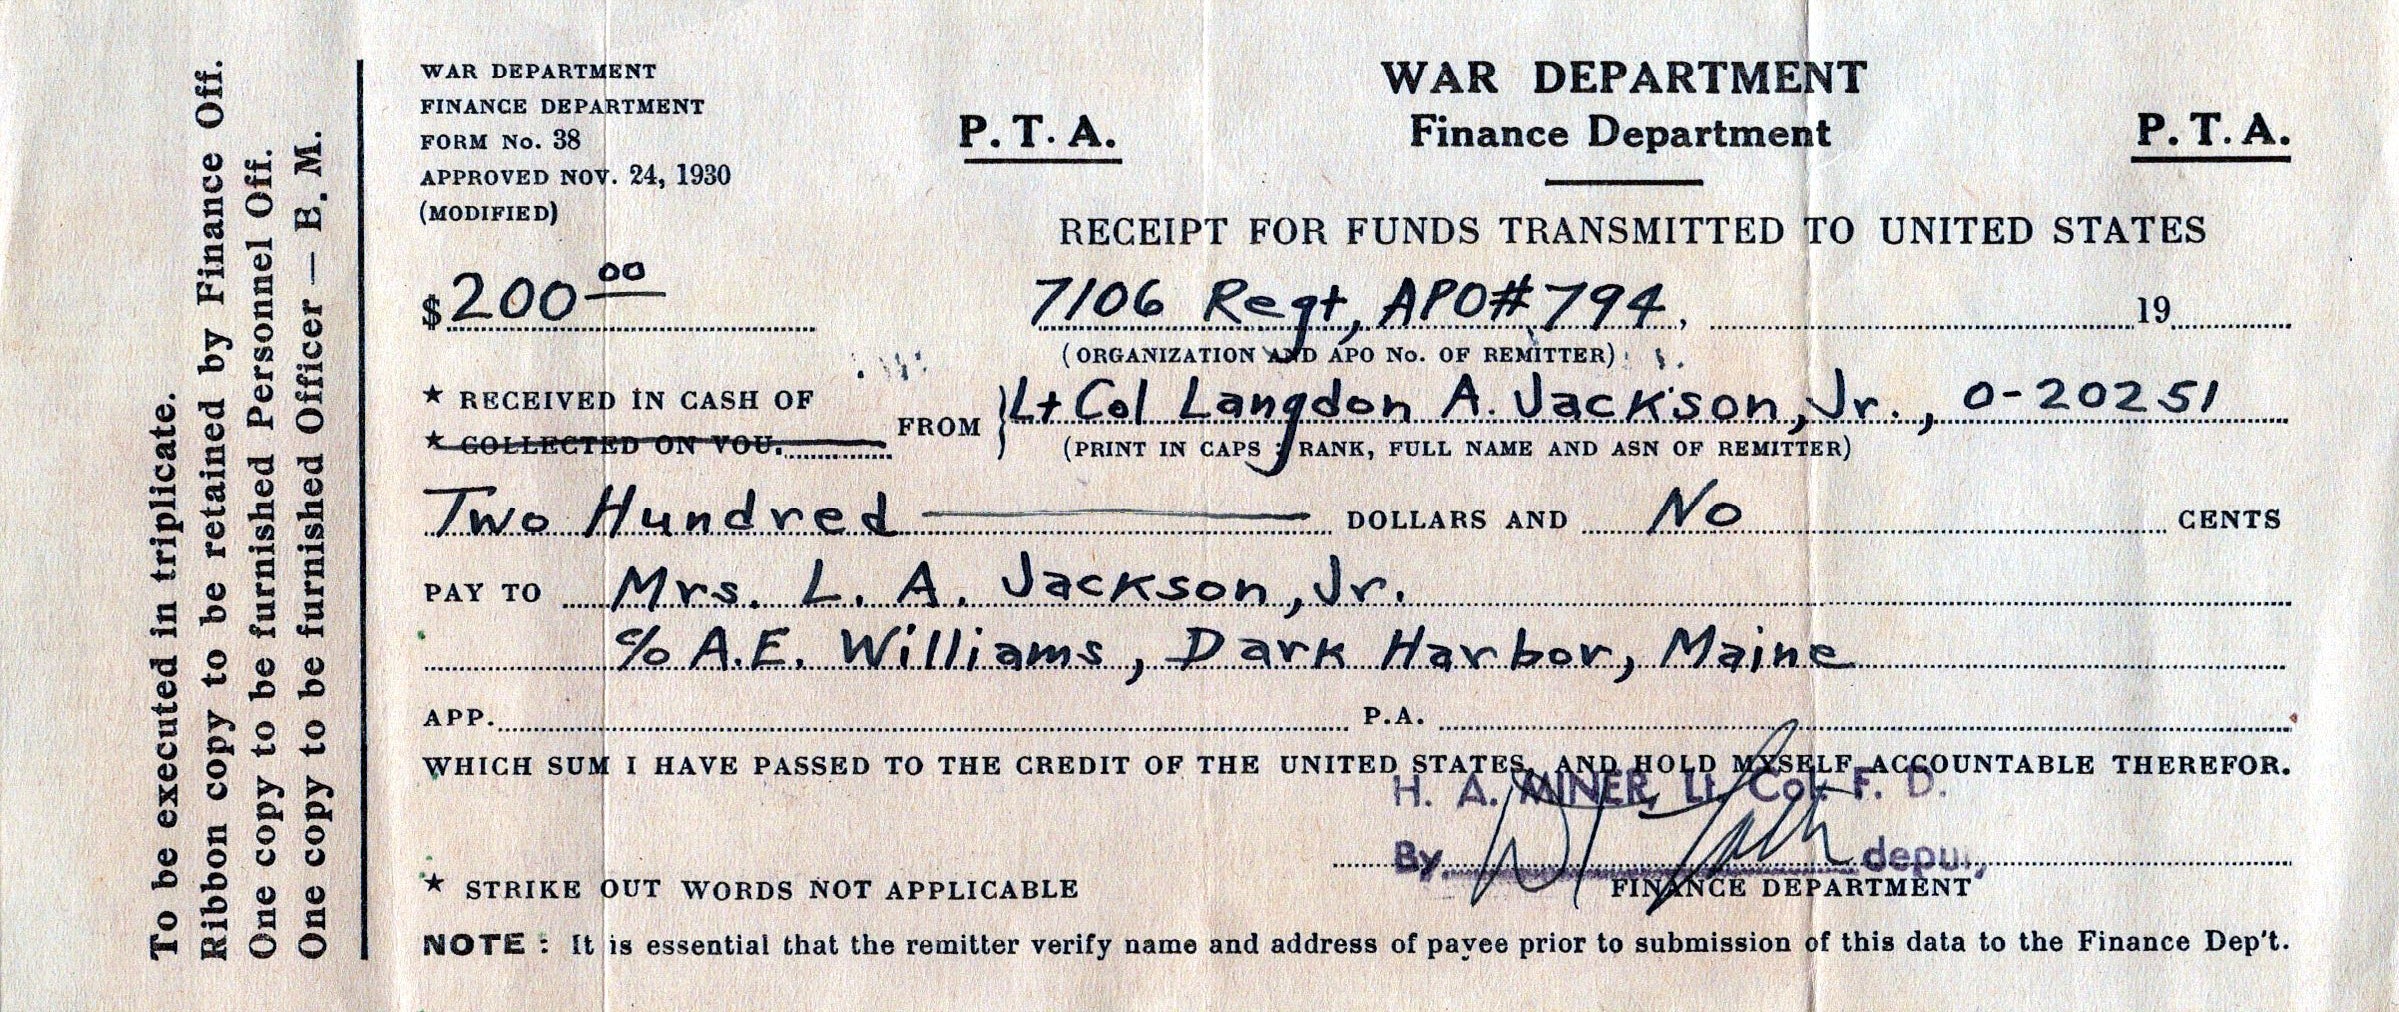 To be executed in triplicate.
Ribbon copy to be retained by Finance Off.
One copy to be furnished Personnel Off.
One copy to be furnished Officer — E. M.
WAR DEPARTMENT
FINANCE DEPARTMENT
FORM No. 38
APPROVED NOV. 24, 1930
(MODIFIED)
P. T. A.
WAR DEPARTMENT
Finance Department
P. T. A.
RECEIPT FOR FUNDS TRANSMITTED TO UNITED STATES
$200 00
7106 Regt, APO#794, 19
(ORGANIZATION AND APO No. OF REMITTER)
★ RECEIVED IN CASH OF
★ COLLECTED ON VOU.
FROM } Lt Col Langdon A. Jackson, Jr., O-20251
(PRINT IN CAPS ; RANK, FULL NAME AND ASN OF REMITTER)
Two Hundred DOLLARS AND No CENTS
PAY TO Mrs. L. A. Jackson, Jr.
c/o A.E. Williams, Dark Harbor, Maine
APP. P.A.
WHICH SUM I HAVE PASSED TO THE CREDIT OF THE UNITED STATES, AND HOLD MYSELF ACCOUNTABLE THEREFOR.
H. A. MINER, Lt. Col. F. D.
By
★ STRIKE OUT WORDS NOT APPLICABLE
FINANCE DEPARTMENT
NOTE : It is essential that the remitter verify name and address of payee prior to submission of this data to the Finance Dep't.